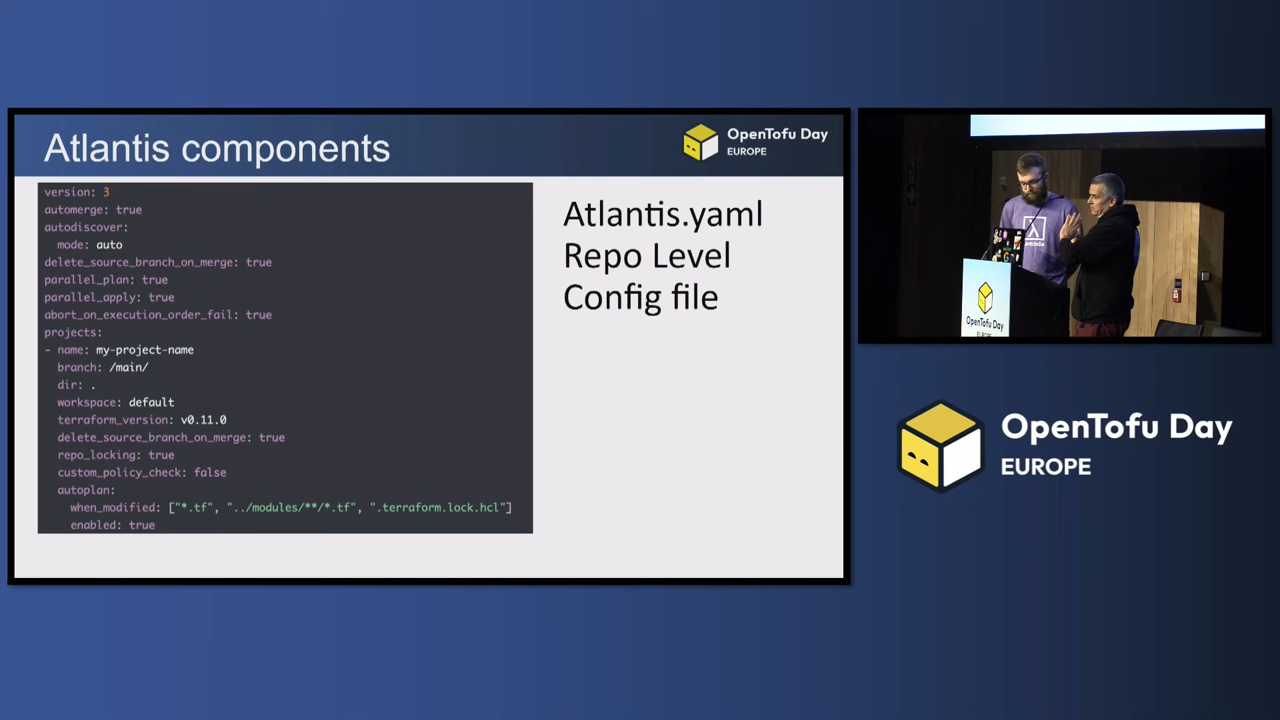 Atlantis components
OpenTofu Day
EUROPE
version: 3
automerge: true
autodiscover:
  mode: auto
delete_source_branch_on_merge: true
parallel_plan: true
parallel_apply: true
abort_on_execution_order_fail: true
projects:
- name: my-project-name
  branch: /main/
  dir: .
  workspace: default
  terraform_version: v0.11.0
  delete_source_branch_on_merge: true
  repo_locking: true
  custom_policy_check: false
  autoplan:
    when_modified: ["*.tf", "../modules/**/*.tf", ".terraform.lock.hcl"]
    enabled: true
Atlantis.yaml
Repo Level
Config file
OpenTofu Day
OpenTofu Day
EUROPE